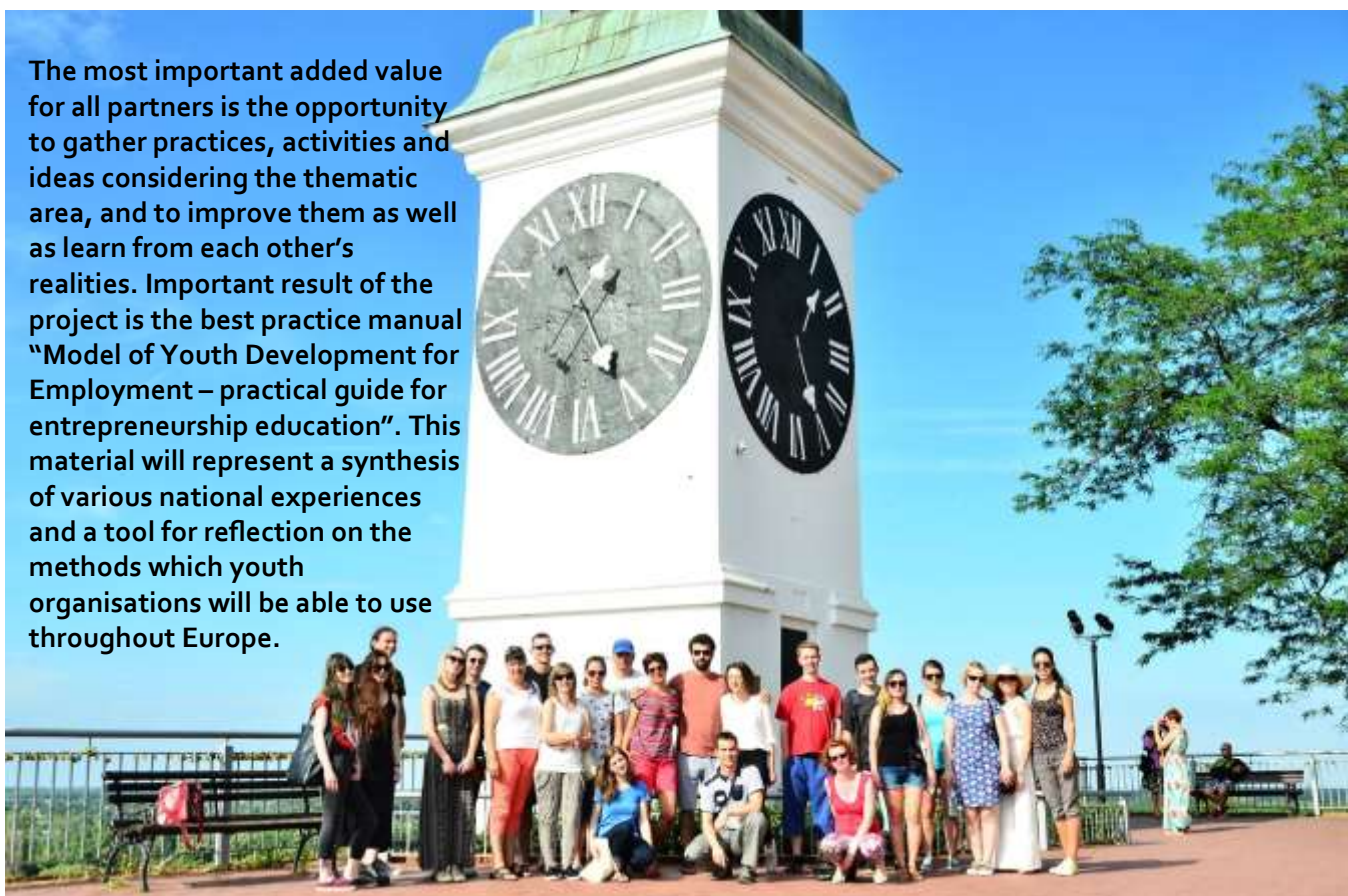 The most important added value
for all partners is the opportunity
to gather practices, activities and
ideas considering the thematic
area, and to improve them as well
as learn from each other’s
realities. Important result of the
project is the best practice manual
“Model of Youth Development for
Employment – practical guide for
entrepreneurship education”. This
material will represent a synthesis
of various national experiences
and a tool for reflection on the
methods which youth
organisations will be able to use
throughout Europe.